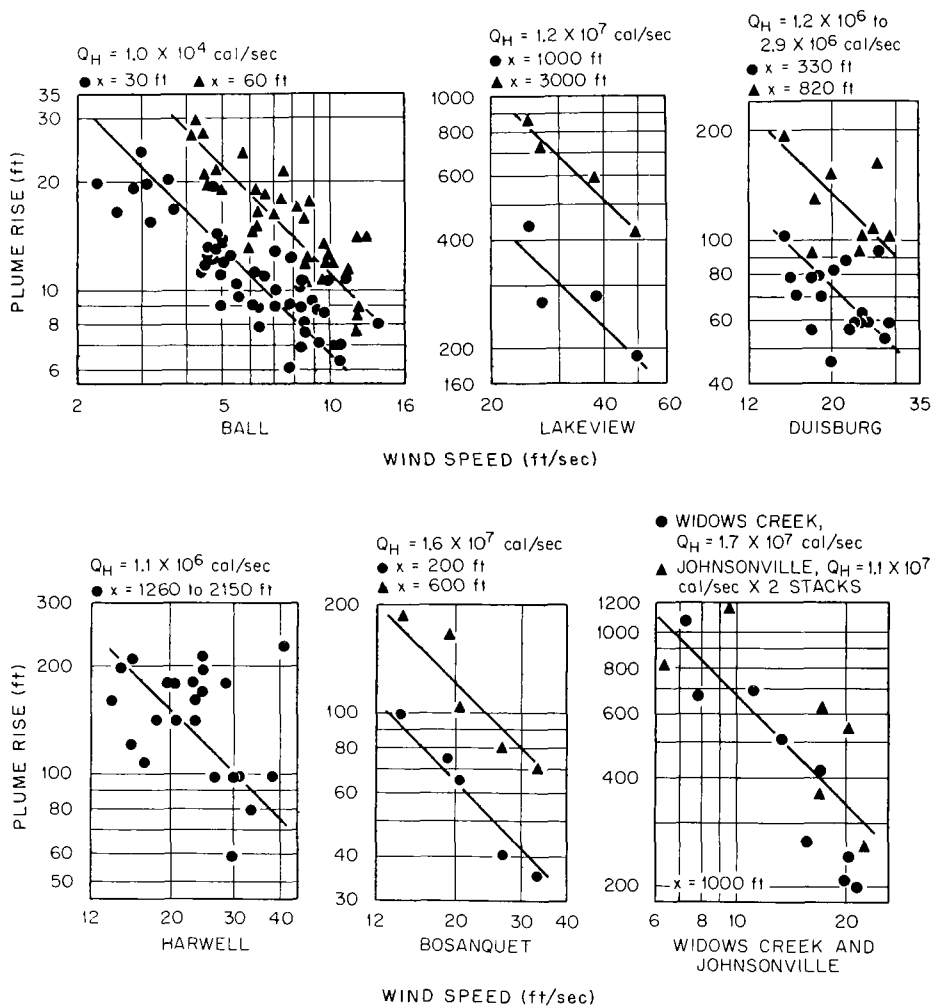 Q_H = 1.0 X 10^4 cal/sec
● x = 30 ft ▲ x = 60 ft
35
30
20
10
8
6
2
5
10
16
BALL
PLUME RISE (ft)
Q_H = 1.2 X 10^7 cal/sec
● x = 1000 ft
▲ x = 3000 ft
1000
800
600
400
200
160
20
40
60
LAKEVIEW
Q_H = 1.2 X 10^6 to
2.9 X 10^6 cal/sec
● x = 330 ft
▲ x = 820 ft
200
100
80
60
40
12
20
35
DUISBURG
WIND SPEED (ft/sec)
Q_H = 1.1 X 10^6 cal/sec
● x = 1260 to 2150 ft
300
200
100
80
60
50
12
20
30
40
HARWELL
PLUME RISE (ft)
Q_H = 1.6 X 10^7 cal/sec
● x = 200 ft
▲ x = 600 ft
200
100
80
60
40
30
12
20
30
40
BOSANQUET
● WIDOWS CREEK,
Q_H = 1.7 X 10^7 cal/sec
▲ JOHNSONVILLE, Q_H = 1.1 X 10^7
cal/sec X 2 STACKS
1200
1000
800
600
400
200
x = 1000 ft
6
10
20
WIDOWS CREEK AND
JOHNSONVILLE
WIND SPEED (ft/sec)